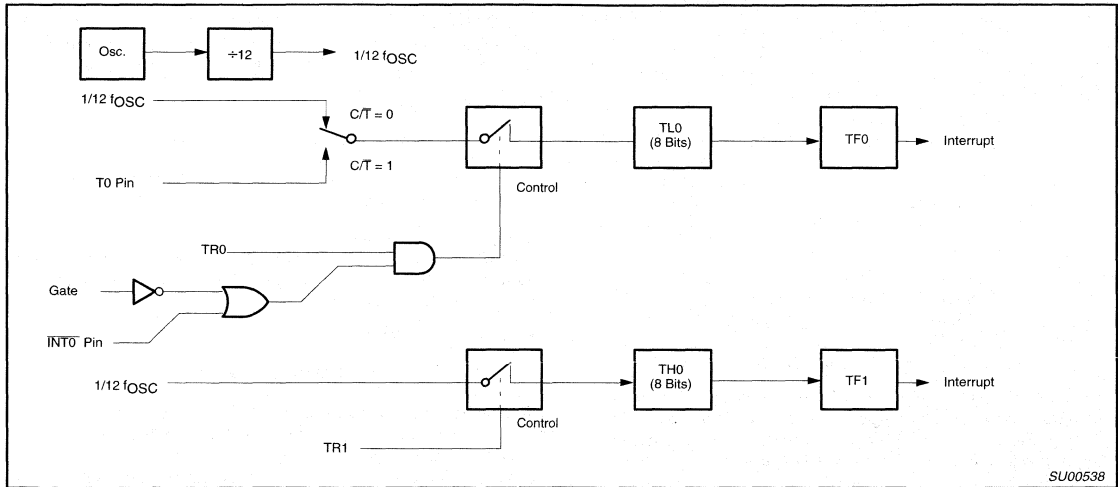 Osc.
÷12
1/12 fOSC
1/12 fOSC
C/T̅ = 0
TL0
(8 Bits)
TF0
Interrupt
C/T̅ = 1
T0 Pin
Control
TR0
Gate
I̅N̅T̅0̅ Pin
1/12 fOSC
TH0
(8 Bits)
TF1
Interrupt
Control
TR1
SU00538